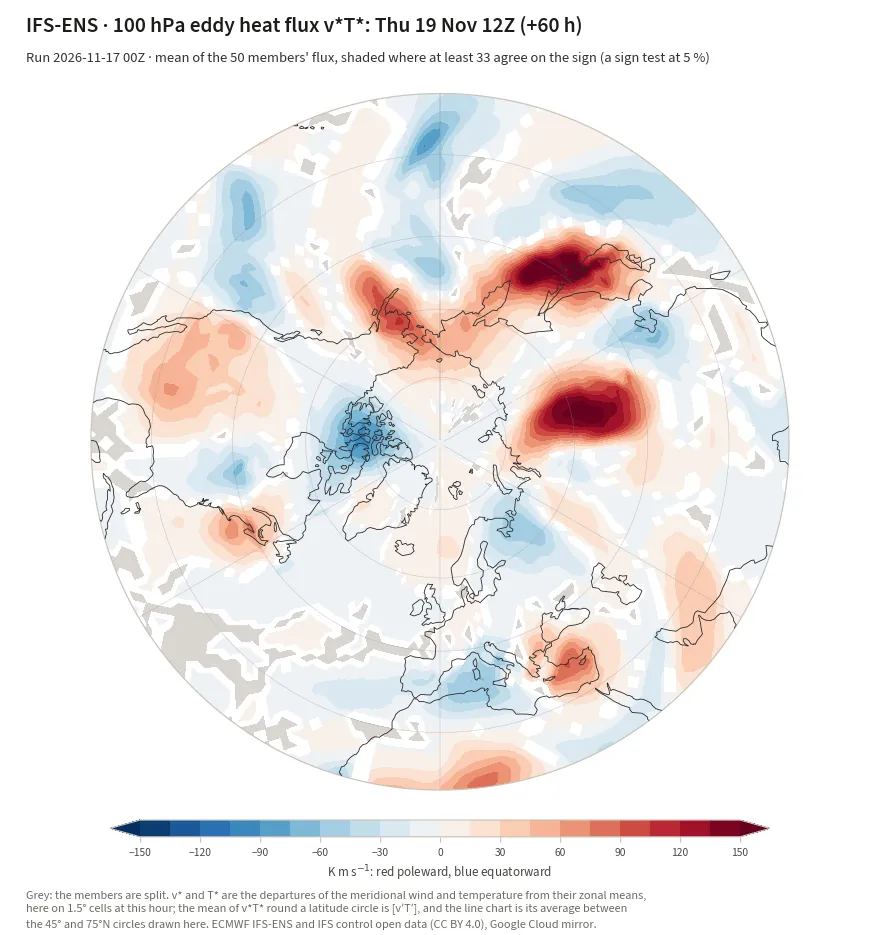 IFS-ENS · 100 hPa eddy heat flux v*T*: Thu 19 Nov 12Z (+60 h)
Run 2026-11-17 00Z · mean of the 50 members' flux, shaded where at least 33 agree on the sign (a sign test at 5 %)
−150 −120 −90 −60 −30 0 30 60 90 120 150
K m s⁻¹: red poleward, blue equatorward
Grey: the members are split. v* and T* are the departures of the meridional wind and temperature from their zonal means,
here on 1.5° cells at this hour; the mean of v*T* round a latitude circle is [v′T′], and the line chart is its average between
the 45° and 75°N circles drawn here. ECMWF IFS-ENS and IFS control open data (CC BY 4.0), Google Cloud mirror.